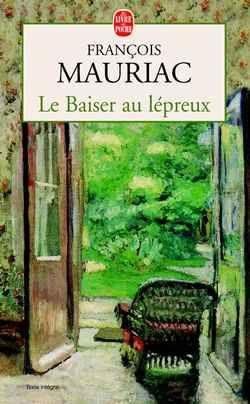 LE LIVRE
DE POCHE
FRANÇOIS
MAURIAC
Le Baiser au lépreux
Texte intégral